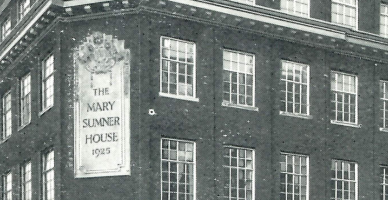 THE
MARY
SUMNER
HOUSE
1925